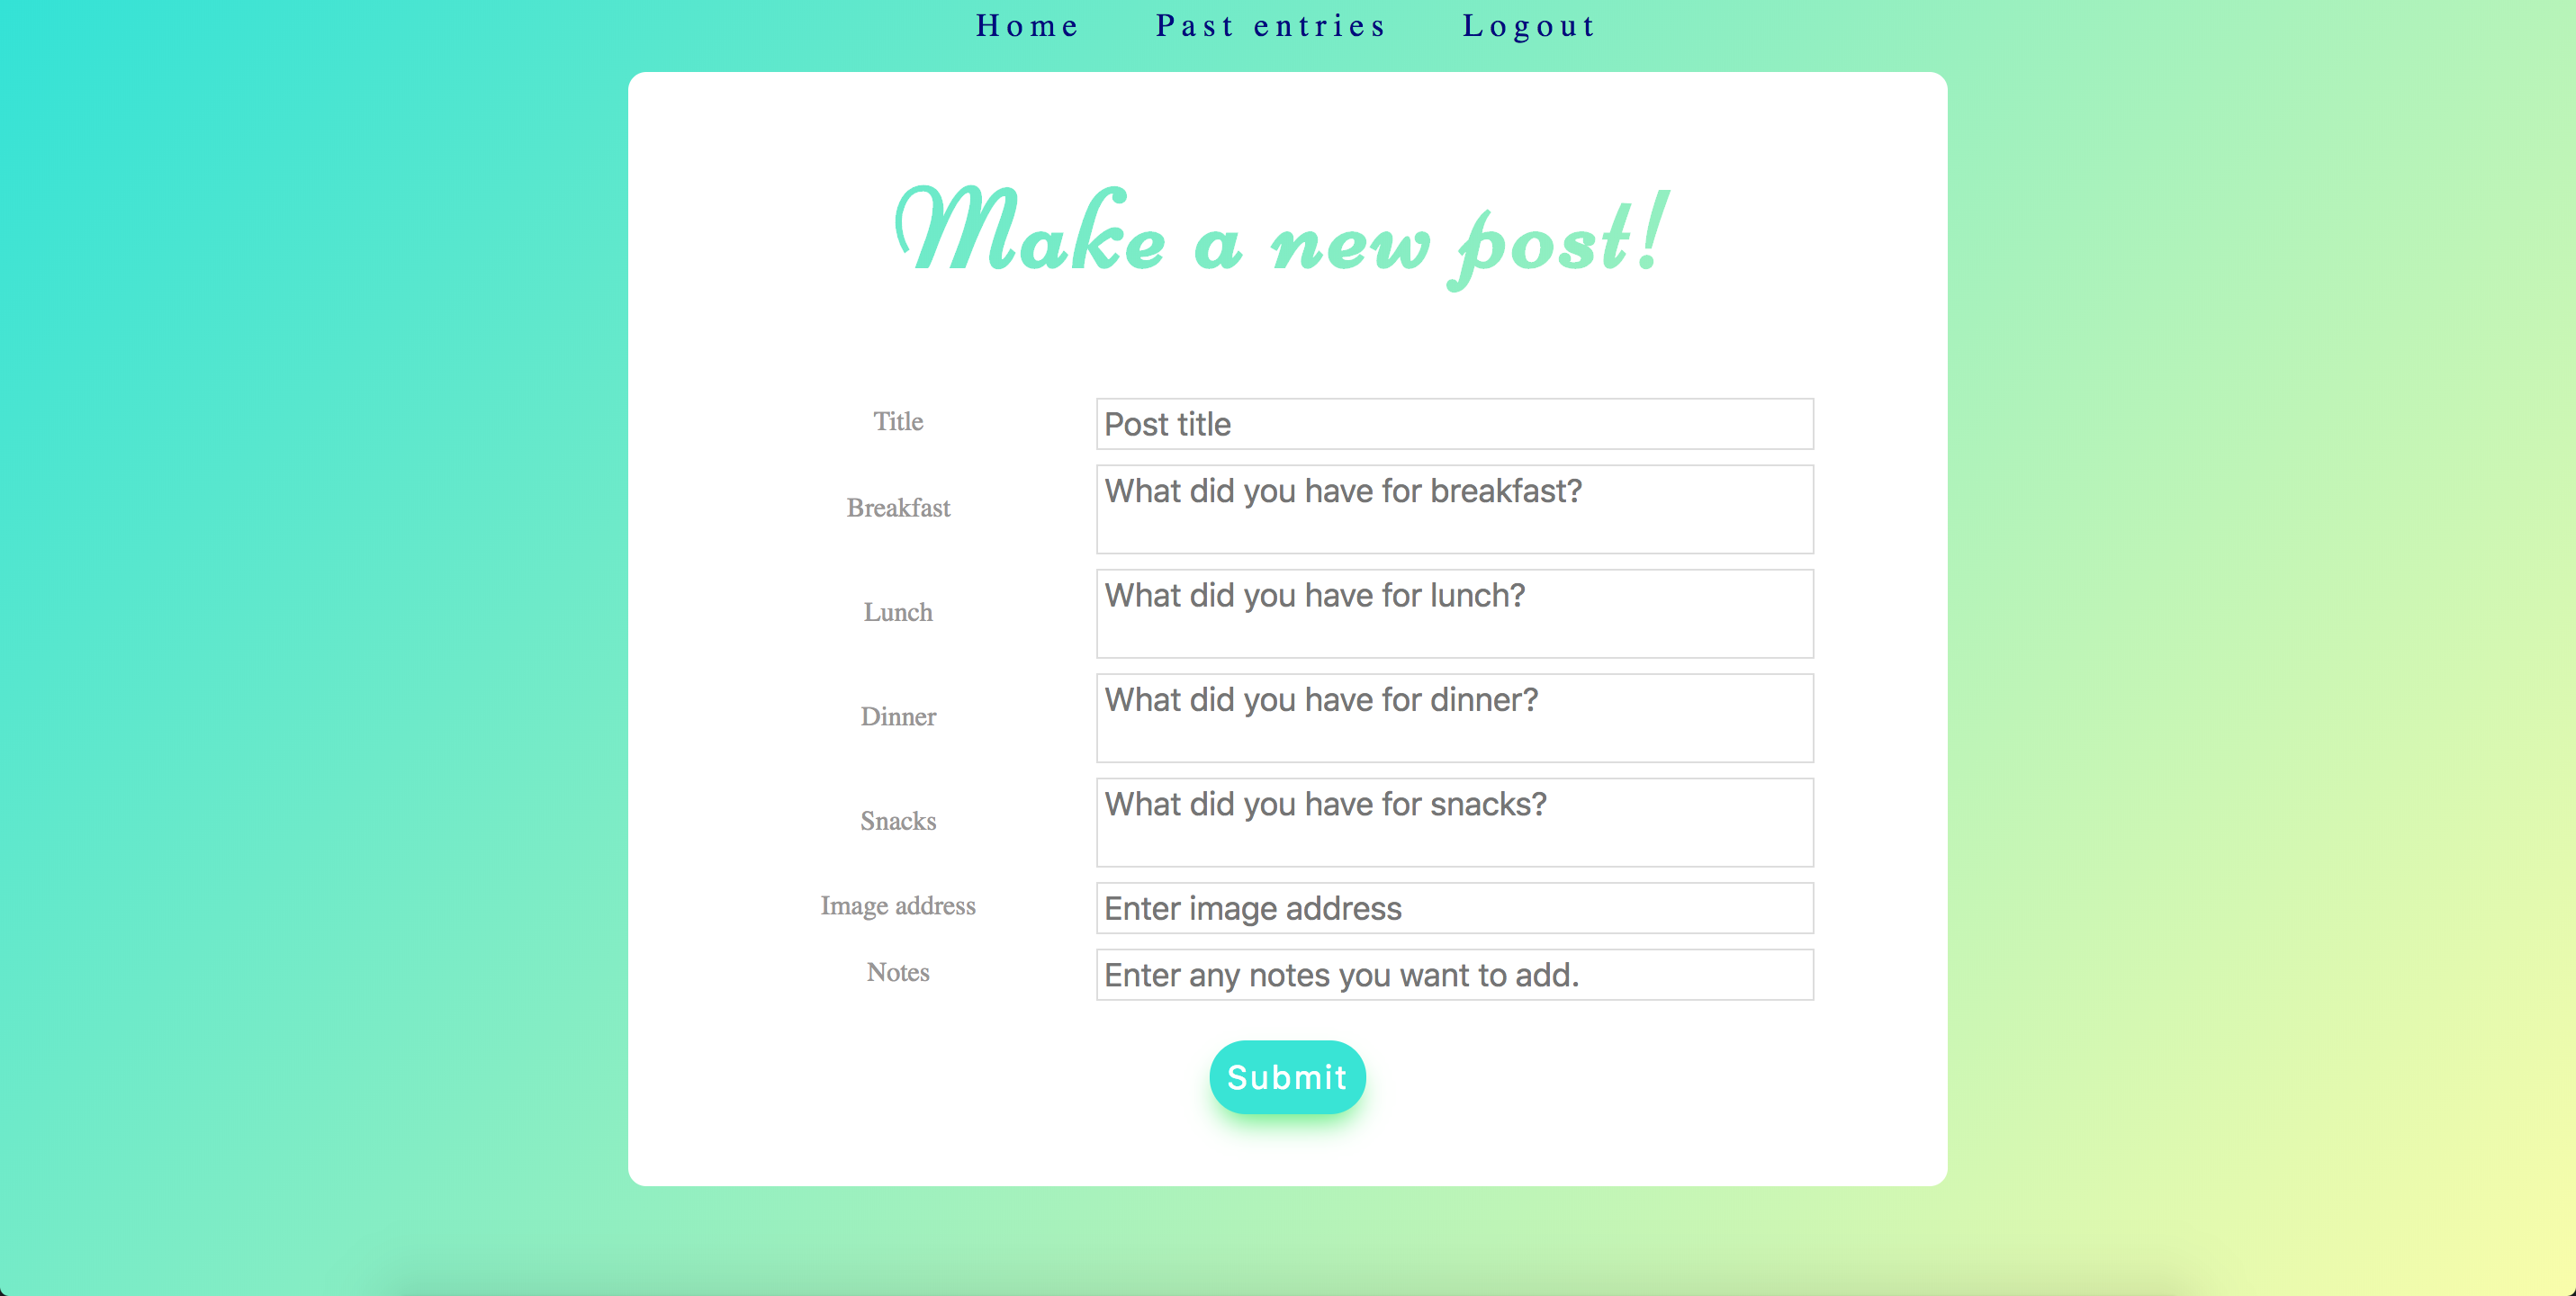 Home Past entries Logout
Make a new post!
Title Post title
Breakfast What did you have for breakfast?
Lunch What did you have for lunch?
Dinner What did you have for dinner?
Snacks What did you have for snacks?
Image address Enter image address
Notes Enter any notes you want to add.
Submit